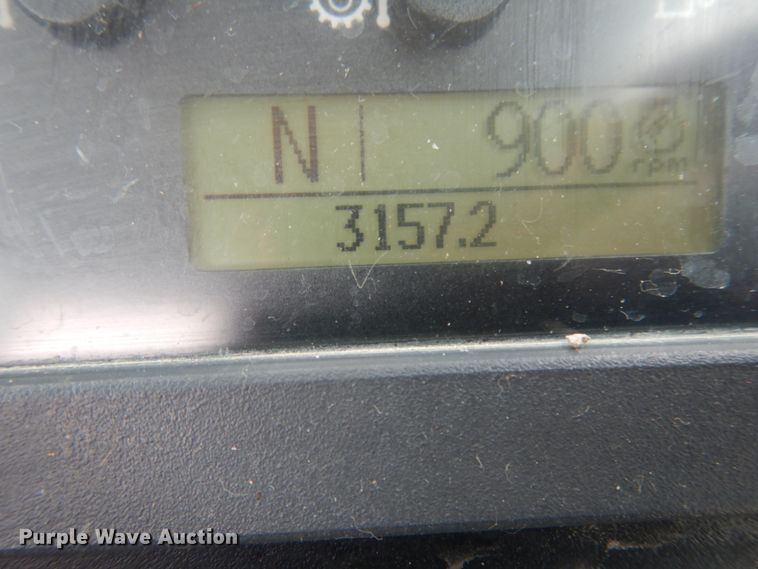 N 900
rpm
3157.2
Purple Wave Auction®